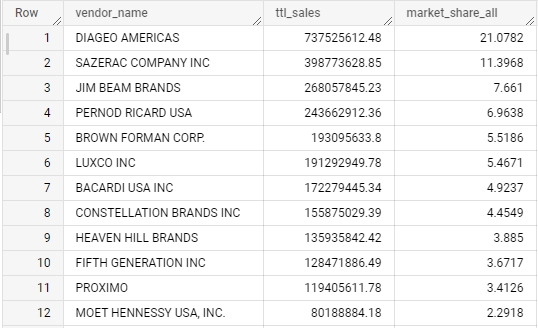 Row vendor_name ttl_sales market_share_all
1 DIAGEO AMERICAS 737525612.48 21.0782
2 SAZERAC COMPANY INC 398773628.85 11.3968
3 JIM BEAM BRANDS 268057845.23 7.661
4 PERNOD RICARD USA 243662912.36 6.9638
5 BROWN FORMAN CORP. 193095633.8 5.5186
6 LUXCO INC 191292949.78 5.4671
7 BACARDI USA INC 172279445.34 4.9237
8 CONSTELLATION BRANDS INC 155875029.39 4.4549
9 HEAVEN HILL BRANDS 135935842.42 3.885
10 FIFTH GENERATION INC 128471886.49 3.6717
11 PROXIMO 119405611.78 3.4126
12 MOET HENNESSY USA, INC. 80188884.18 2.2918